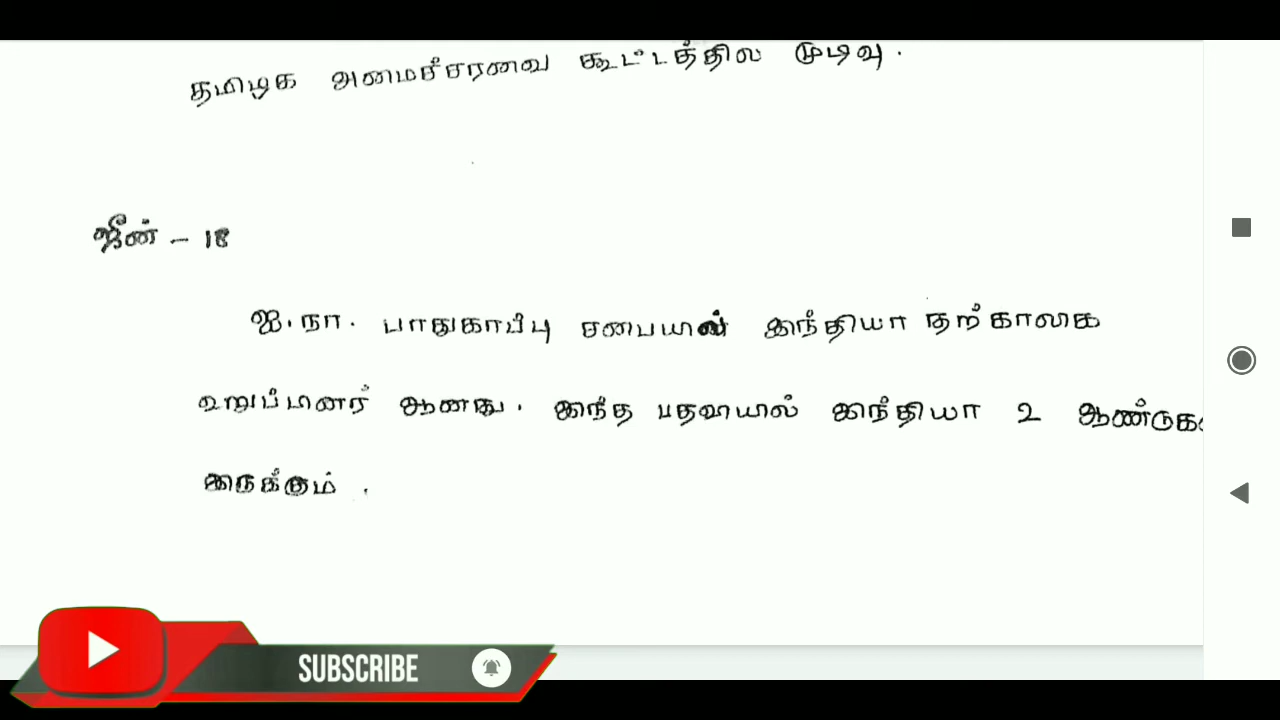 தமிழக அமைச்சரவை கூட்டத்தில் முடிவு.
ஜீன் - 18
ஐ.நா. பாதுகாப்பு சபையில் இந்தியா தற்காலிக
உறுப்பினர் ஆனது. இந்த பதவியில் இந்தியா 2 ஆண்டுகள்
இருக்கும்.
SUBSCRIBE